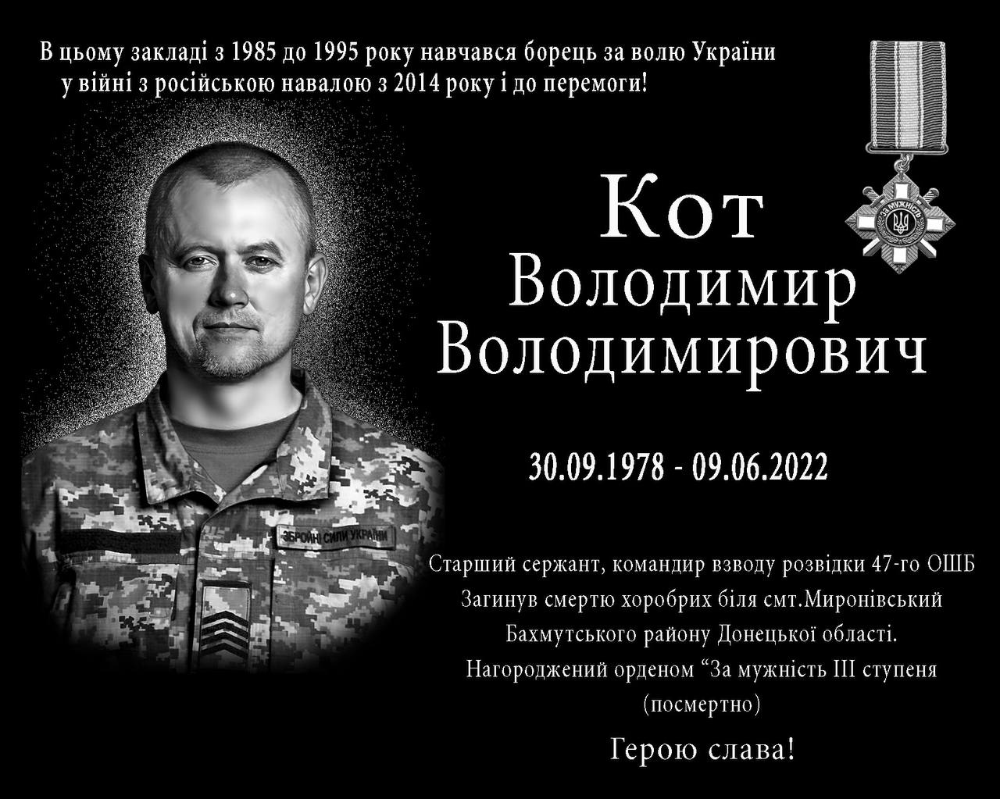 В цьому закладі з 1985 до 1995 року навчався борець за волю України
у війні з російською навалою з 2014 року і до перемоги!
ЗА МУЖНІСТЬ
Кот
Володимир
Володимирович
30.09.1978 - 09.06.2022
ЗБРОЙНІ СИЛИ УКРАЇНИ
Старший сержант, командир взводу розвідки 47-го ОШБ
Загинув смертю хоробрих біля смт.Миронівський
Бахмутського району Донецької області.
Нагороджений орденом “За мужність ІІІ ступеня
(посмертно)
Герою слава!